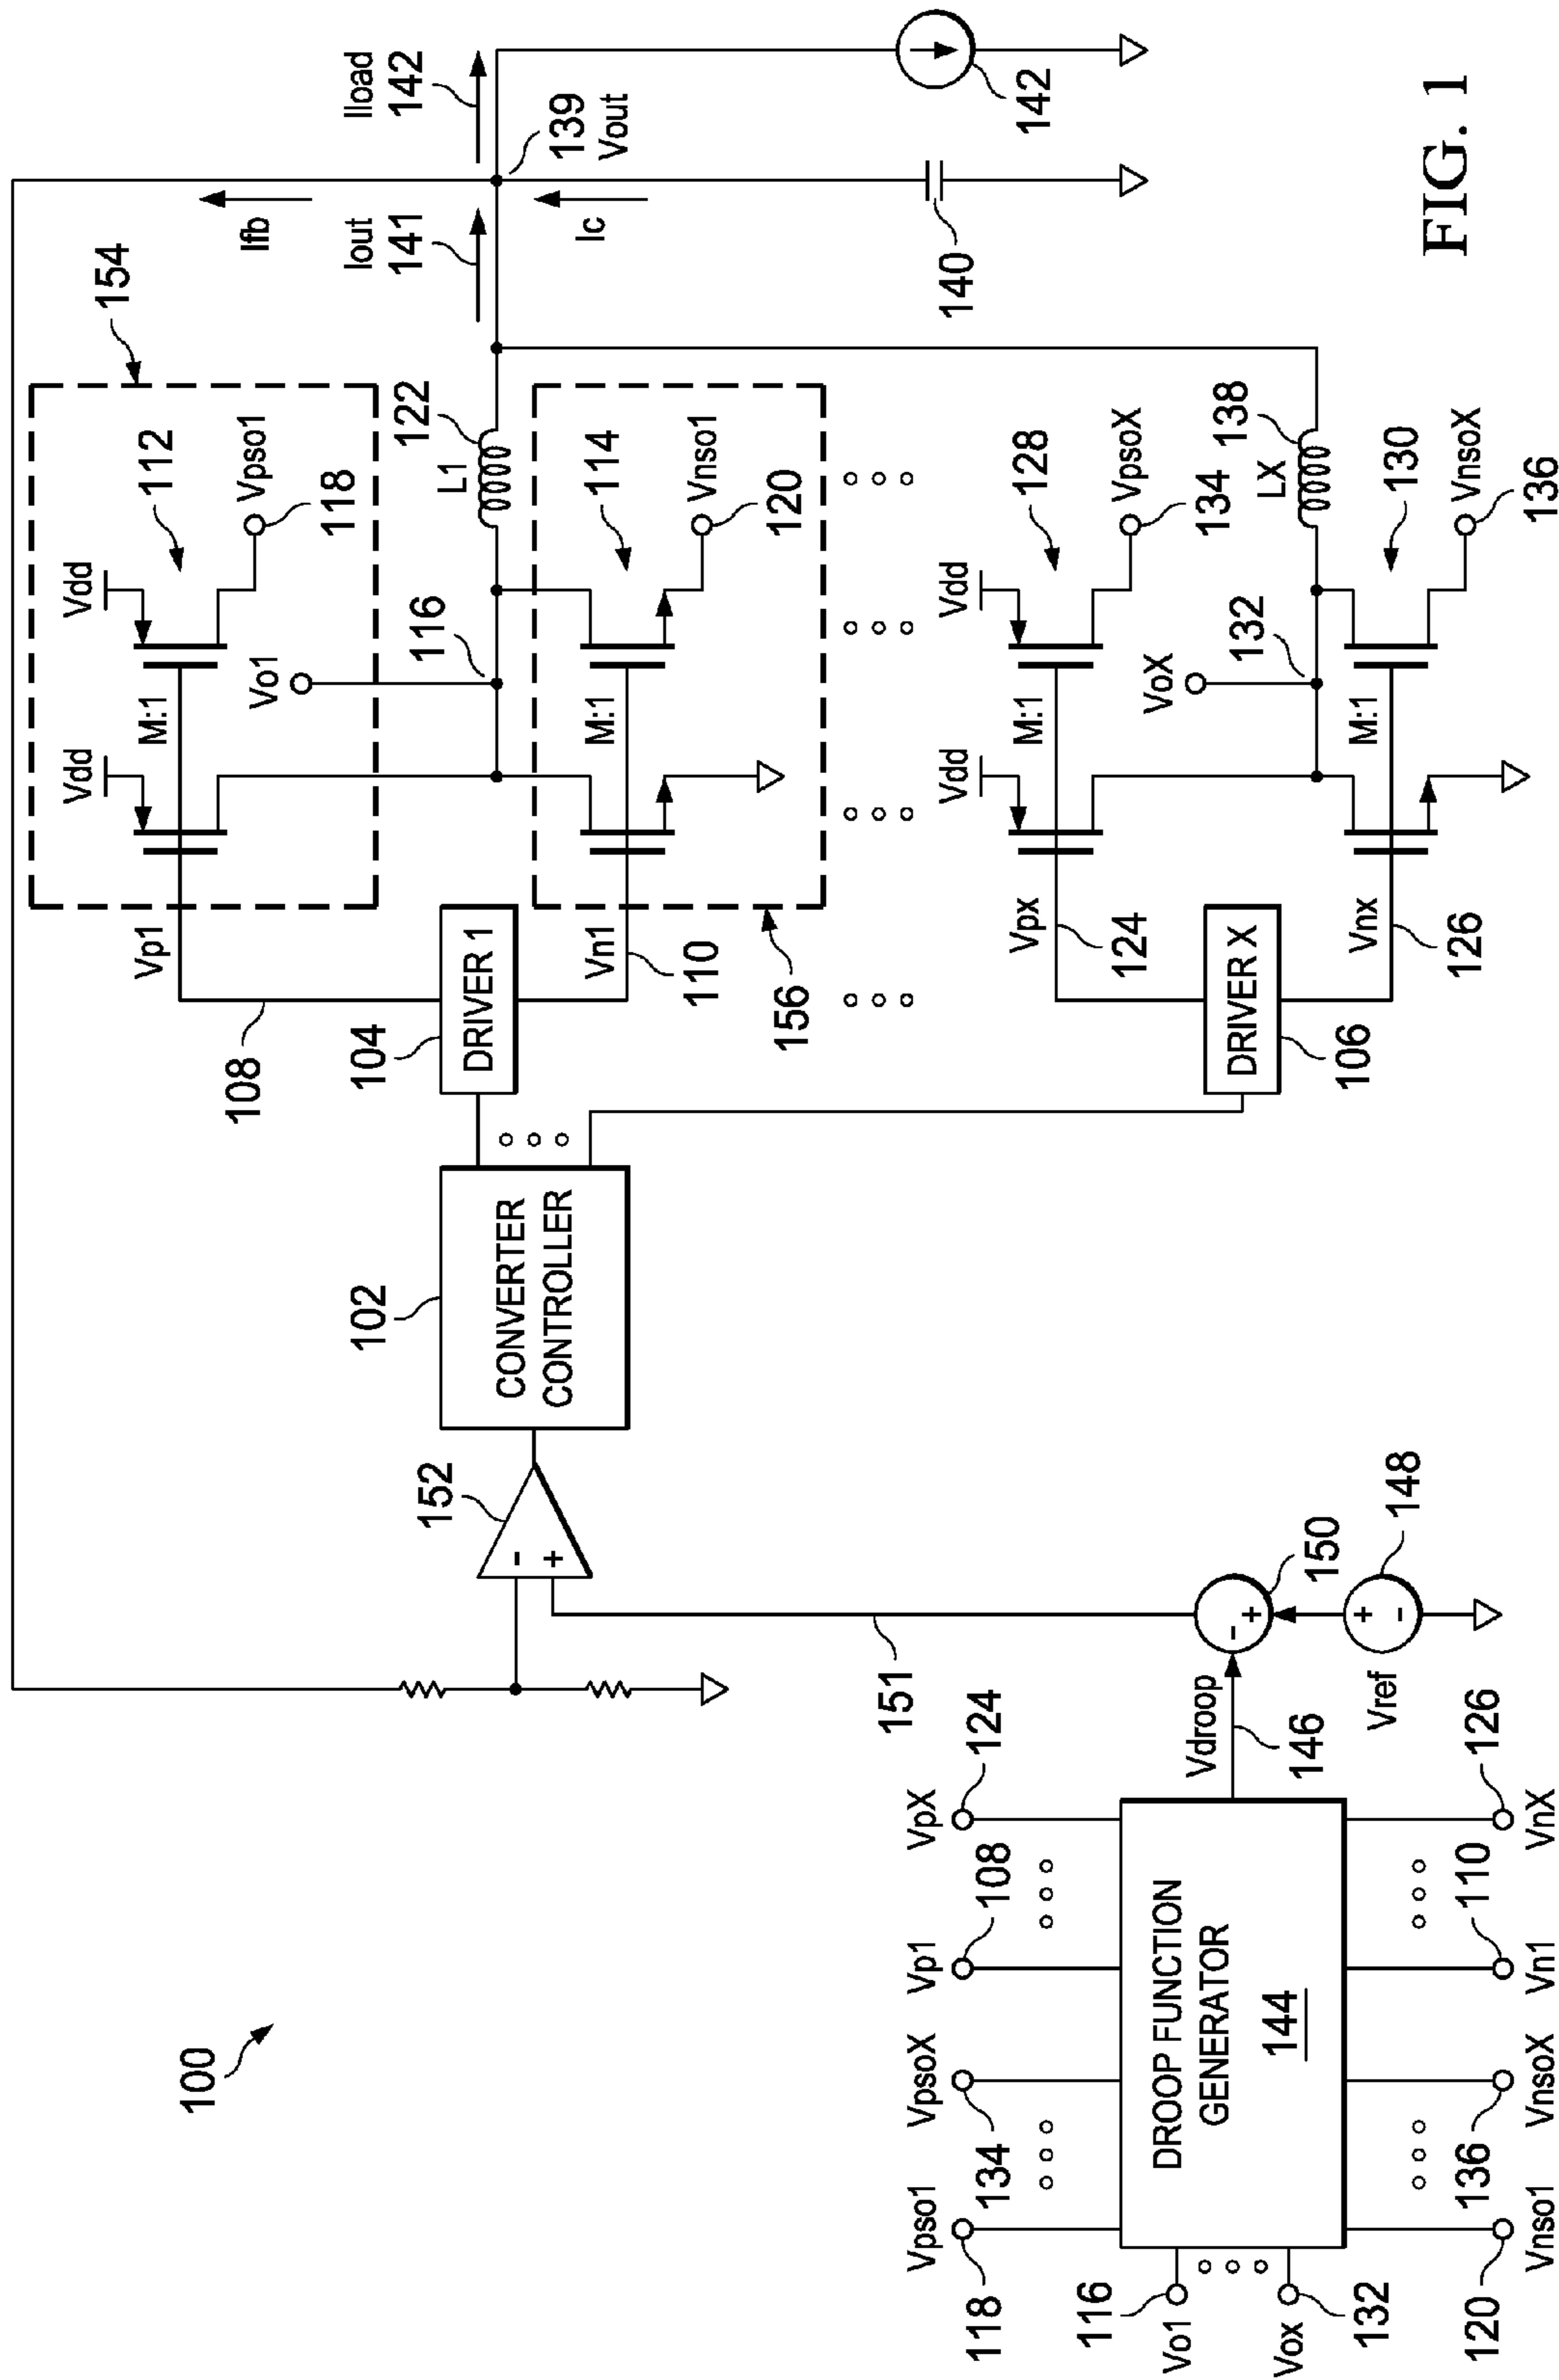 100
154
Vdd
Vdd
112
Vp1
M:1
Vpso1
118
108
Vo1
116
L1
122
Ifb
Iout
141
Iload
142
139
Vout
Ic
104
DRIVER 1
Vn1
110
M:1
114
Vnso1
120
156
102
CONVERTER
CONTROLLER
152
-
+
140
142
Vdd
Vdd
128
Vpx
124
M:1
VpsoX
134
VoX
132
LX
138
DRIVER X
106
Vnx
126
M:1
130
VnsoX
136
151
Vpso1
118
VpsoX
134
Vp1
108
VpX
124
116
Vo1
Vox
132
DROOP FUNCTION
GENERATOR
144
Vdroop
146
-
+
150
+
-
Vref
148
120
Vnso1
136
VnsoX
110
Vn1
126
VnX
FIG. 1